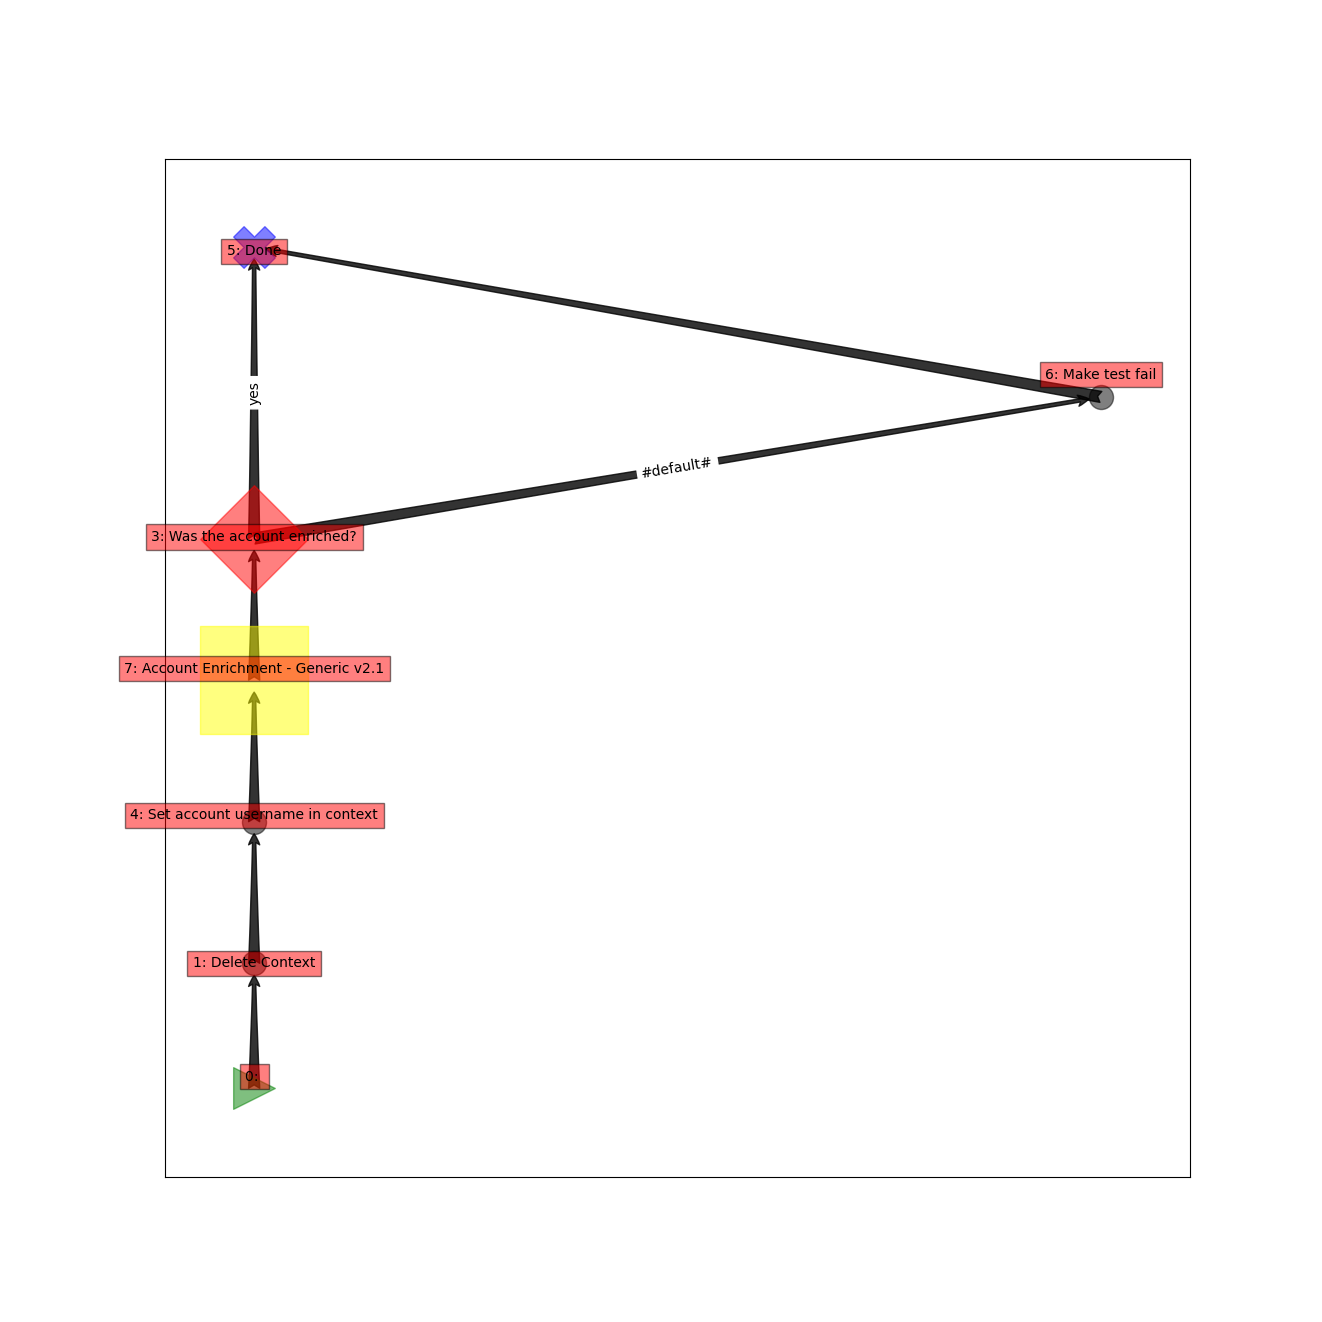 5: Done
6: Make test fail
yes
#default#
3: Was the account enriched?
7: Account Enrichment - Generic v2.1
4: Set account username in context
1: Delete Context
0: